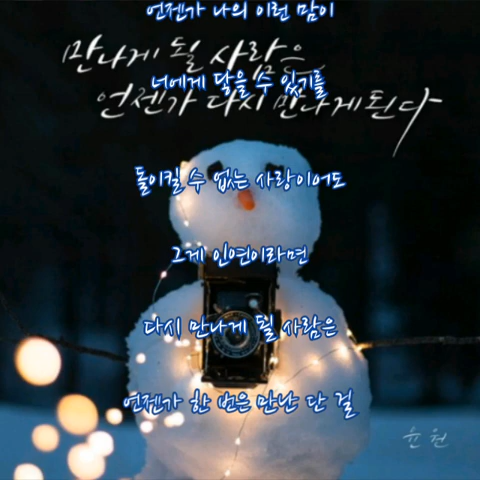 언젠가 나의 이런 맘이
만나게 될 사람은
너에게 닿을 수 있기를
언젠가 다시 만나게된다
돌이킬 수 없는 사랑이어도
그게 인연이라면
다시 만나게 될 사람은
언젠가 한 번은 만난 단 걸
윤 원